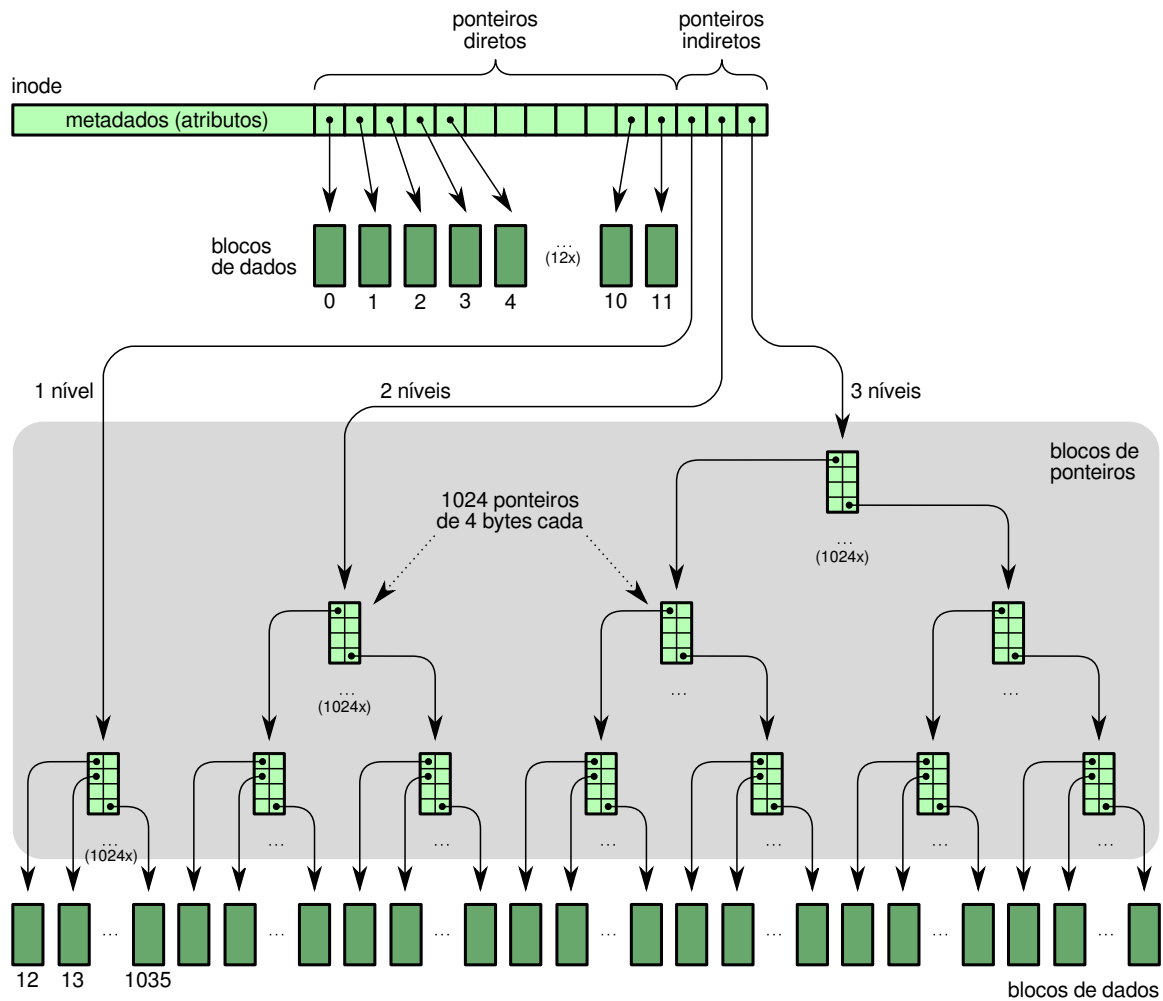 ponteiros
diretos
ponteiros
indiretos
inode
metadados (atributos)
blocos
de dados
...
(12x)
0 1 2 3 4 10 11
1 nível
2 níveis
3 níveis
blocos de
ponteiros
1024 ponteiros
de 4 bytes cada
...
(1024x)
...
(1024x)
...
...
...
(1024x)
...
...
...
...
...
...
... ... ... ... ... ... ...
12 13 1035
blocos de dados